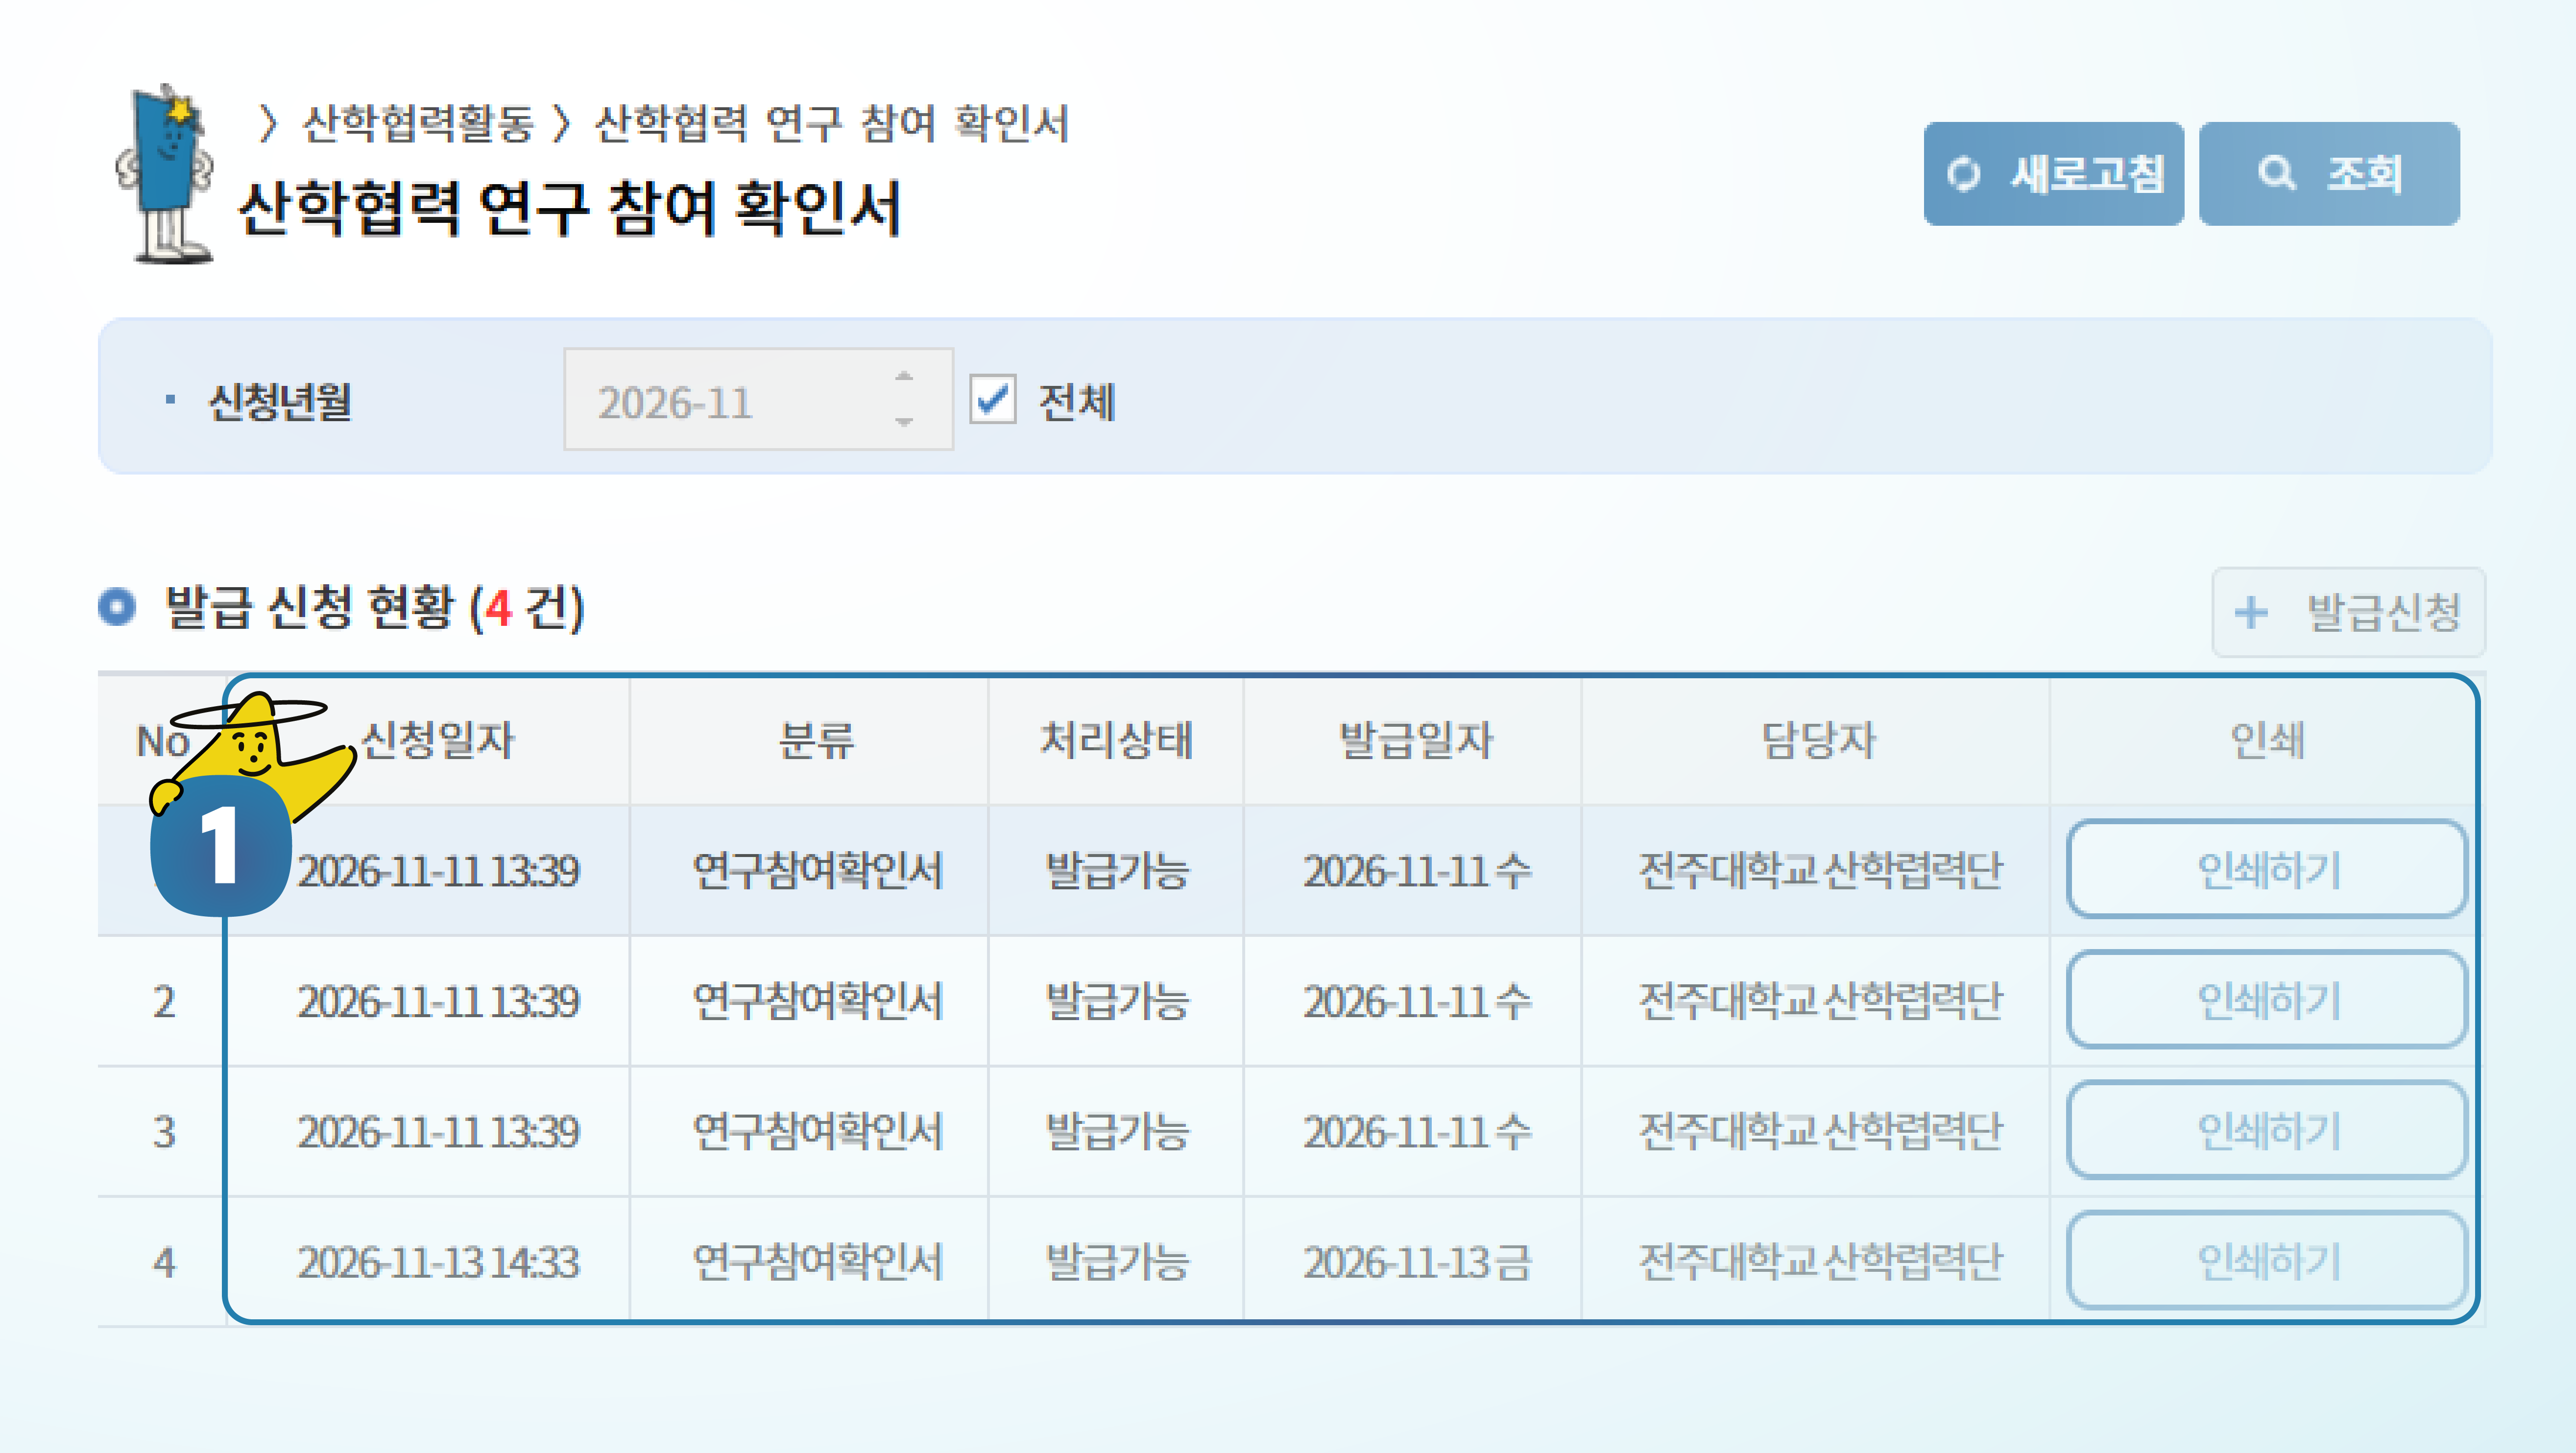 〉 산학협력활동 〉 산학협력 연구 참여 확인서
산학협력 연구 참여 확인서
새로고침
조회
신청년월
2026-11
전체
발급 신청 현황 (4 건)
발급신청
No 신청일자 분류 처리상태 발급일자 담당자 인쇄
1 2026-11-11 13:39 연구참여확인서 발급가능 2026-11-11 수 전주대학교 산학렵력단 인쇄하기
2 2026-11-11 13:39 연구참여확인서 발급가능 2026-11-11 수 전주대학교 산학렵력단 인쇄하기
3 2026-11-11 13:39 연구참여확인서 발급가능 2026-11-11 수 전주대학교 산학렵력단 인쇄하기
4 2026-11-13 14:33 연구참여확인서 발급가능 2026-11-13 금 전주대학교 산학렵력단 인쇄하기